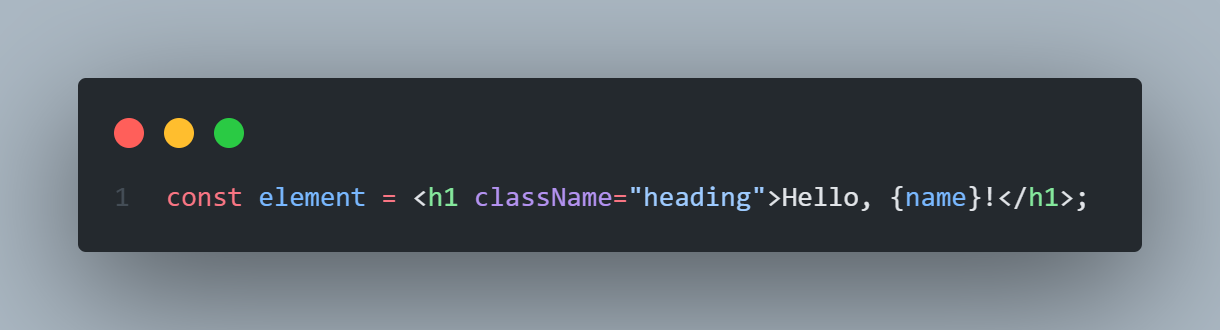 1 const element = <h1 className="heading">Hello, {name}!</h1>;